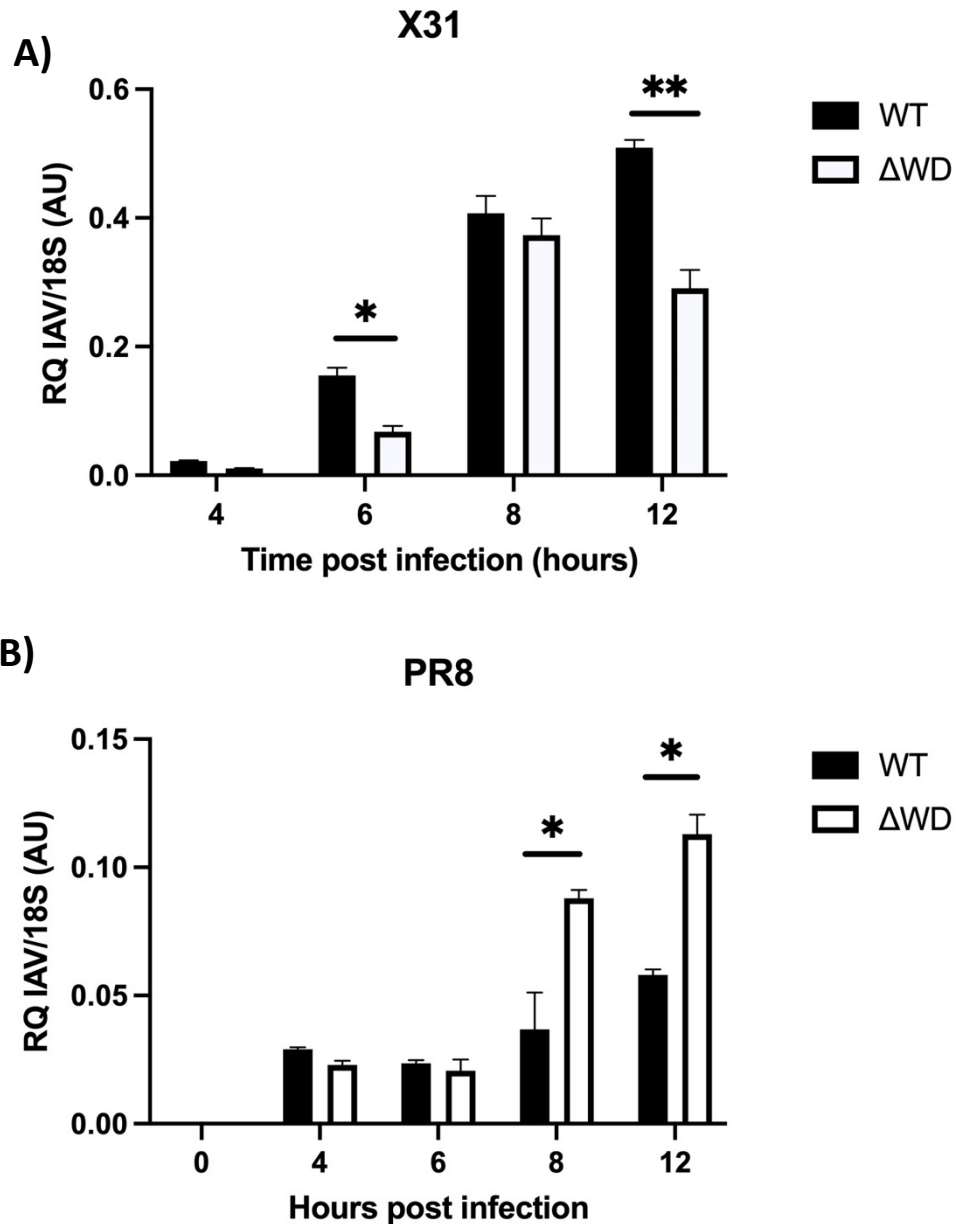 A)
X31
RQ IAV/18S (AU)
0.6
0.4
0.2
0.0
*
**
4 6 8 12
Time post infection (hours)
WT
ΔWD
B)
PR8
RQ IAV/18S (AU)
0.15
0.10
0.05
0.00
*
*
0 4 6 8 12
Hours post infection
WT
ΔWD